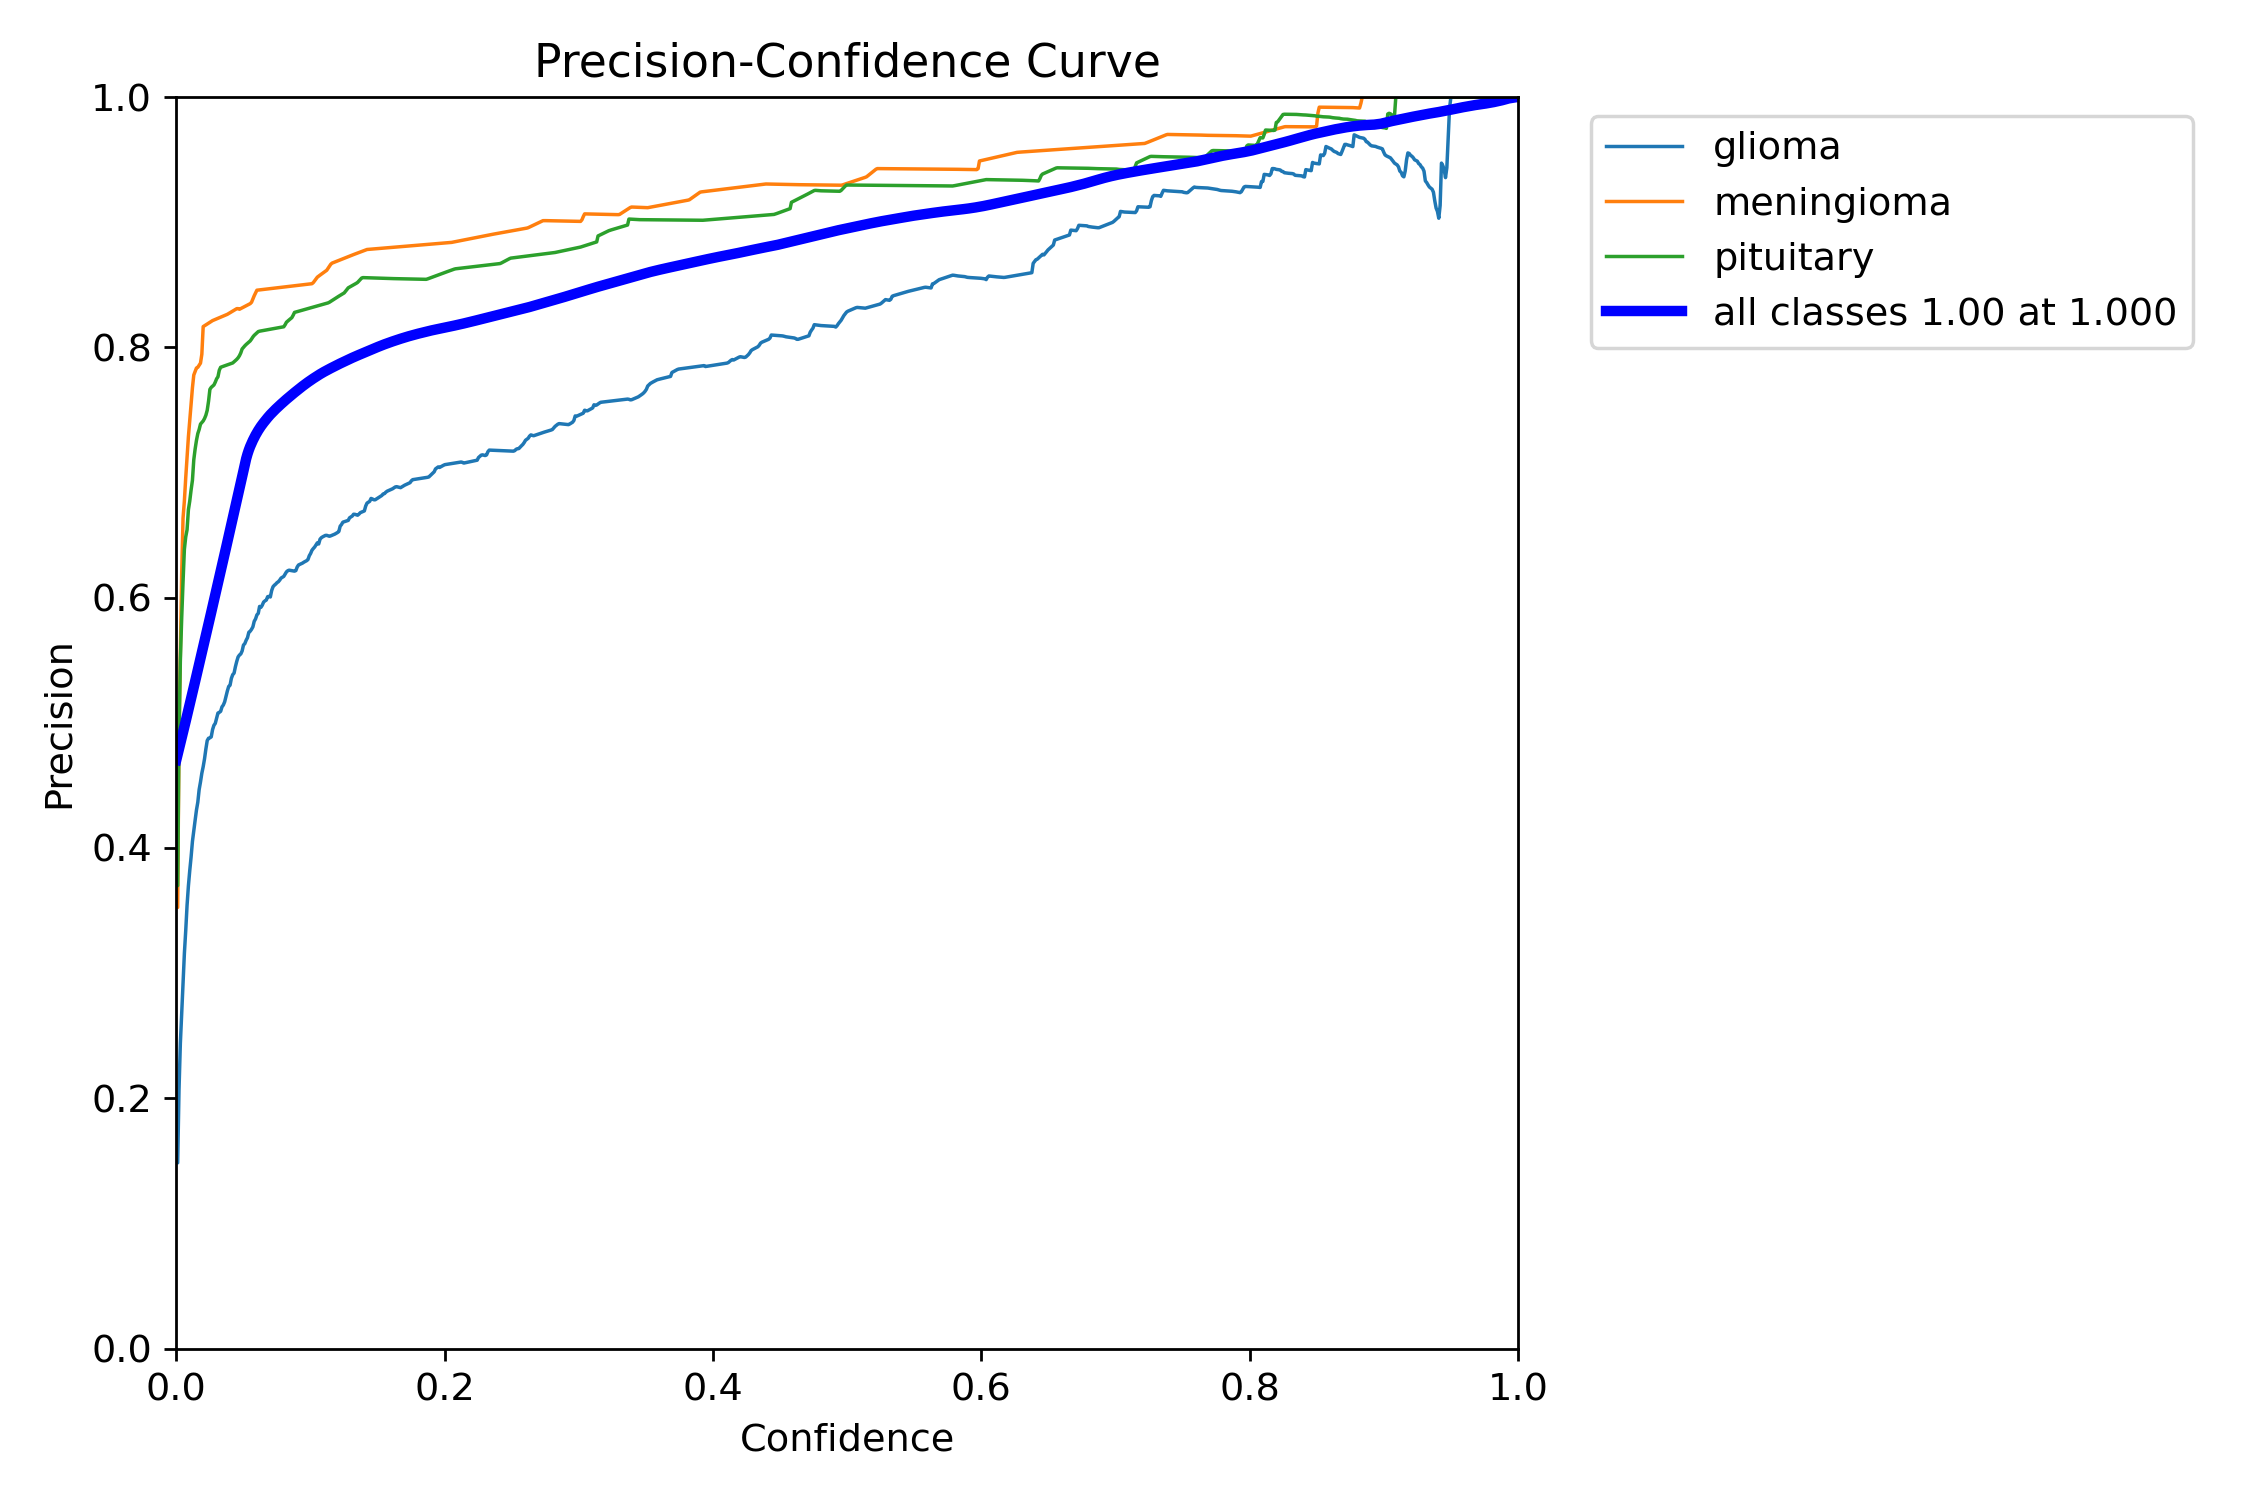 Precision-Confidence Curve
1.0
0.8
0.6
0.4
0.2
0.0
Precision
0.0 0.2 0.4 0.6 0.8 1.0
Confidence
glioma
meningioma
pituitary
all classes 1.00 at 1.000